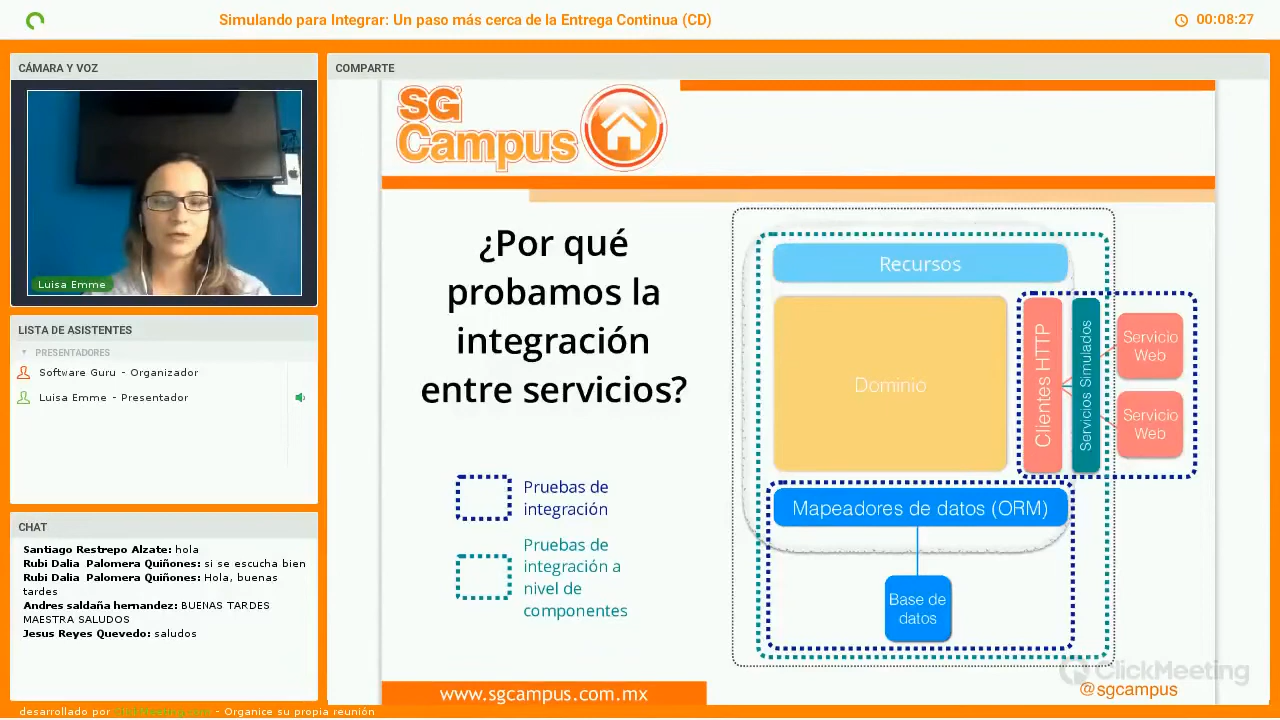 Simulando para Integrar: Un paso más cerca de la Entrega Continua (CD)
00:08:27
CÁMARA Y VOZ
Luisa Emme
LISTA DE ASISTENTES
PRESENTADORES
Software Guru - Organizador
Luisa Emme - Presentador
CHAT
Santiago Restrepo Alzate: hola
Rubi Dalia Palomera Quiñones: si se escucha bien
Rubi Dalia Palomera Quiñones: Hola, buenas
tardes
Andres saldaña hernandez: BUENAS TARDES
MAESTRA SALUDOS
Jesus Reyes Quevedo: saludos
COMPARTE
SG
Campus
¿Por qué
probamos la
integración
entre servicios?
Pruebas de
integración
Pruebas de
integración a
nivel de
componentes
Recursos
Dominio
Clientes HTTP
Servicios Simulados
Servicio
Web
Servicio
Web
Mapeadores de datos (ORM)
Base de
datos
www.sgcampus.com.mx
ClickMeeting
@sgcampus
desarrollado por ClickMeeting.com - Organice su propia reunión